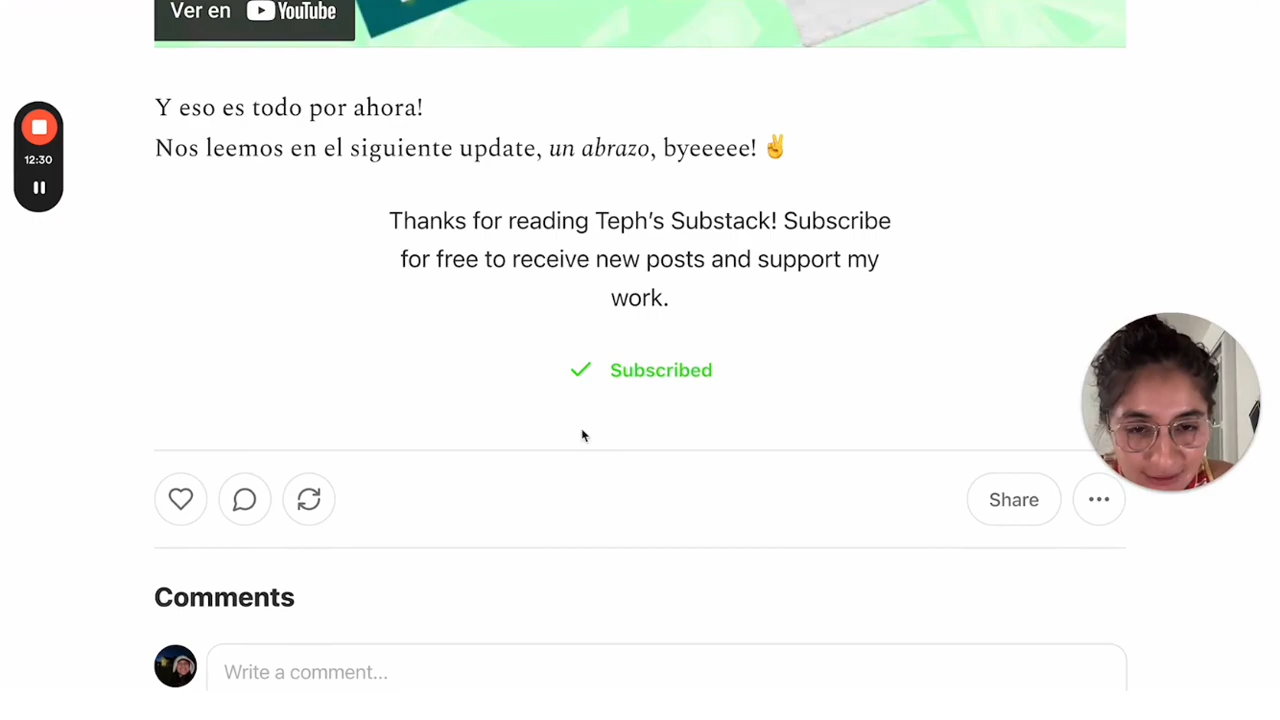 Ver en YouTube
Y eso es todo por ahora!
12:30
Nos leemos en el siguiente update, un abrazo, byeeeee! ✌️
Thanks for reading Teph's Substack! Subscribe
for free to receive new posts and support my
work.
Subscribed
Share
Comments
Write a comment...